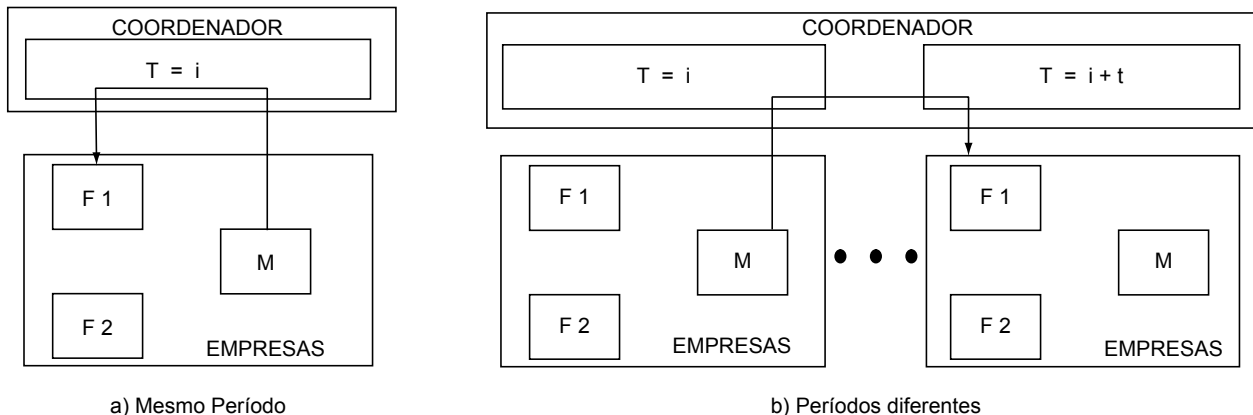 COORDENADOR
T = i
F 1
M
F 2
EMPRESAS
a) Mesmo Período
COORDENADOR
T = i
T = i + t
F 1
M
F 2
EMPRESAS
F 1
M
F 2
EMPRESAS
b) Períodos diferentes